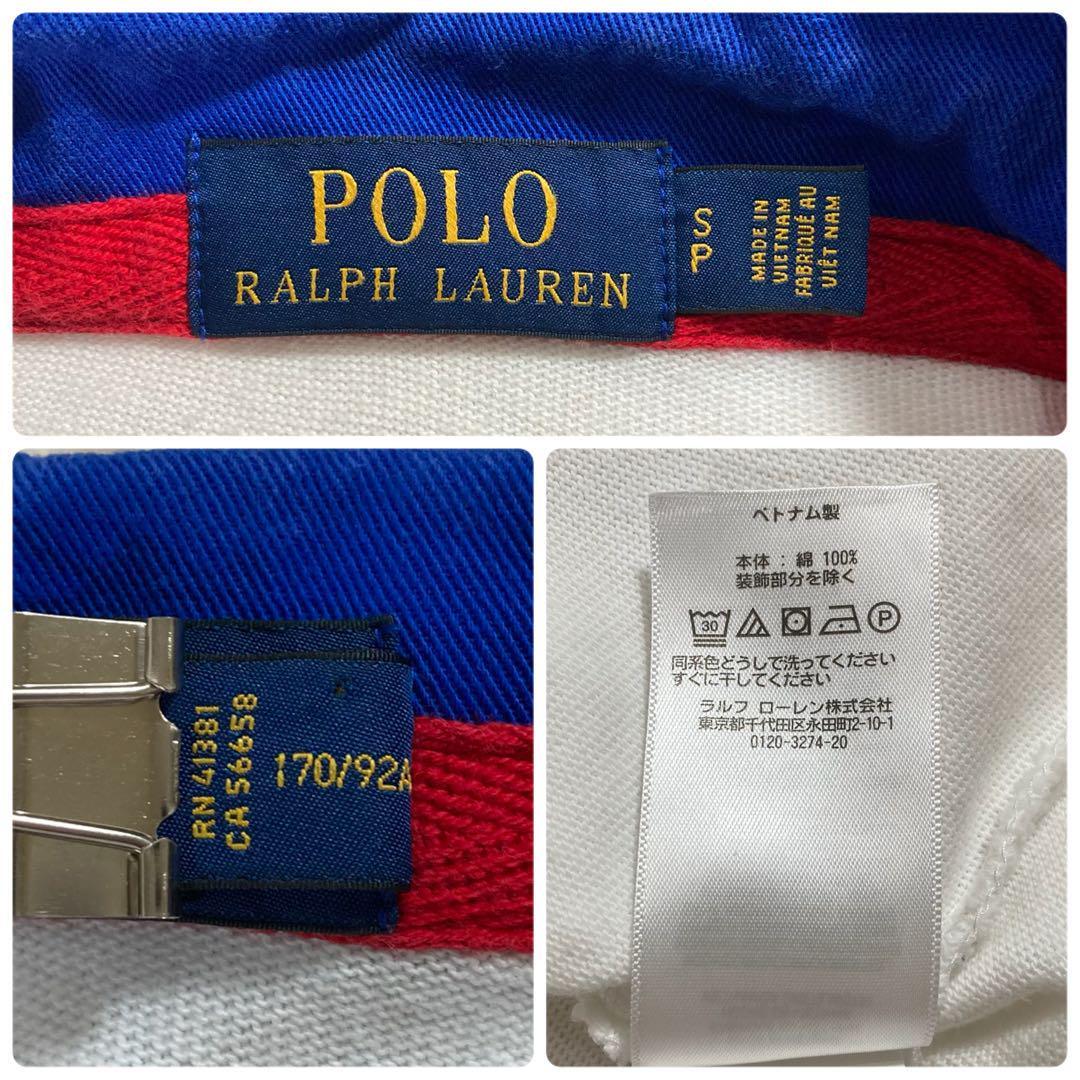 POLO
RALPH LAUREN
S
P
MADE IN
VIETNAM
FABRIQUÉ AU
VIÊT NAM
RN 41381
CA 56658
170/92A
ベトナム製
本体 : 綿 100%
装飾部分を除く
30
P
同系色どうしで洗ってください
すぐに干してください
ラルフ ローレン株式会社
東京都千代田区永田町2-10-1
0120-3274-20